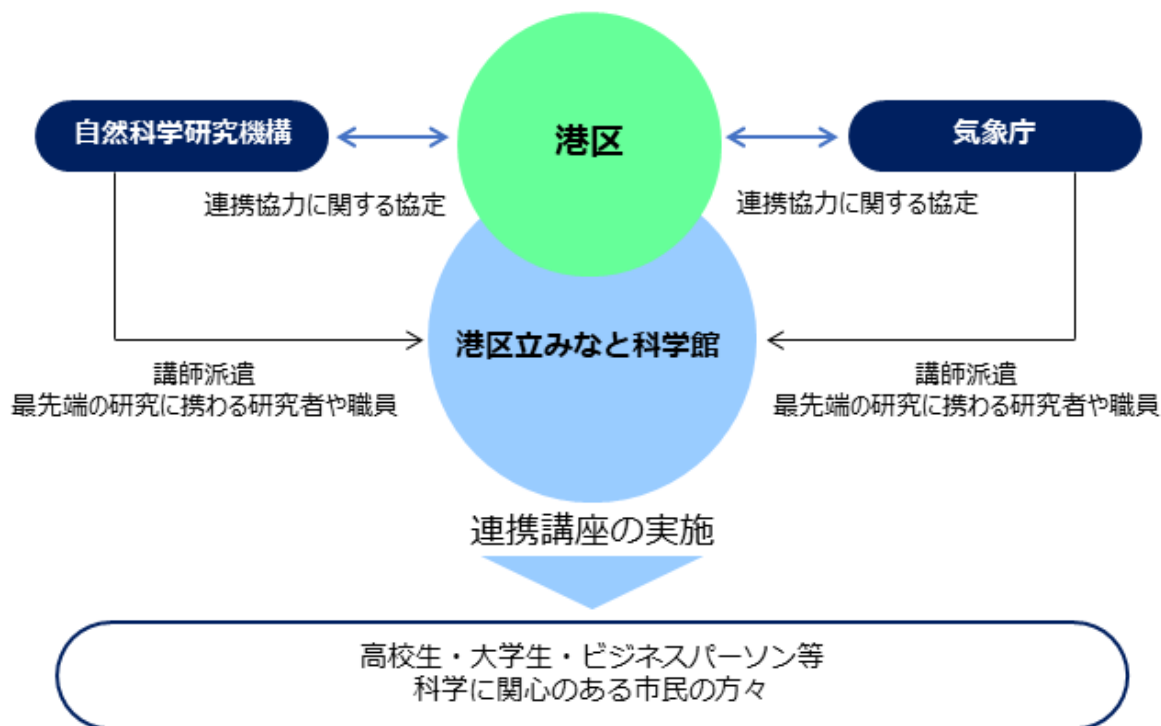 港区
自然科学研究機構
気象庁
連携協力に関する協定
連携協力に関する協定
港区立みなと科学館
講師派遣
最先端の研究に携わる研究者や職員
講師派遣
最先端の研究に携わる研究者や職員
連携講座の実施
高校生・大学生・ビジネスパーソン等
科学に関心のある市民の方々